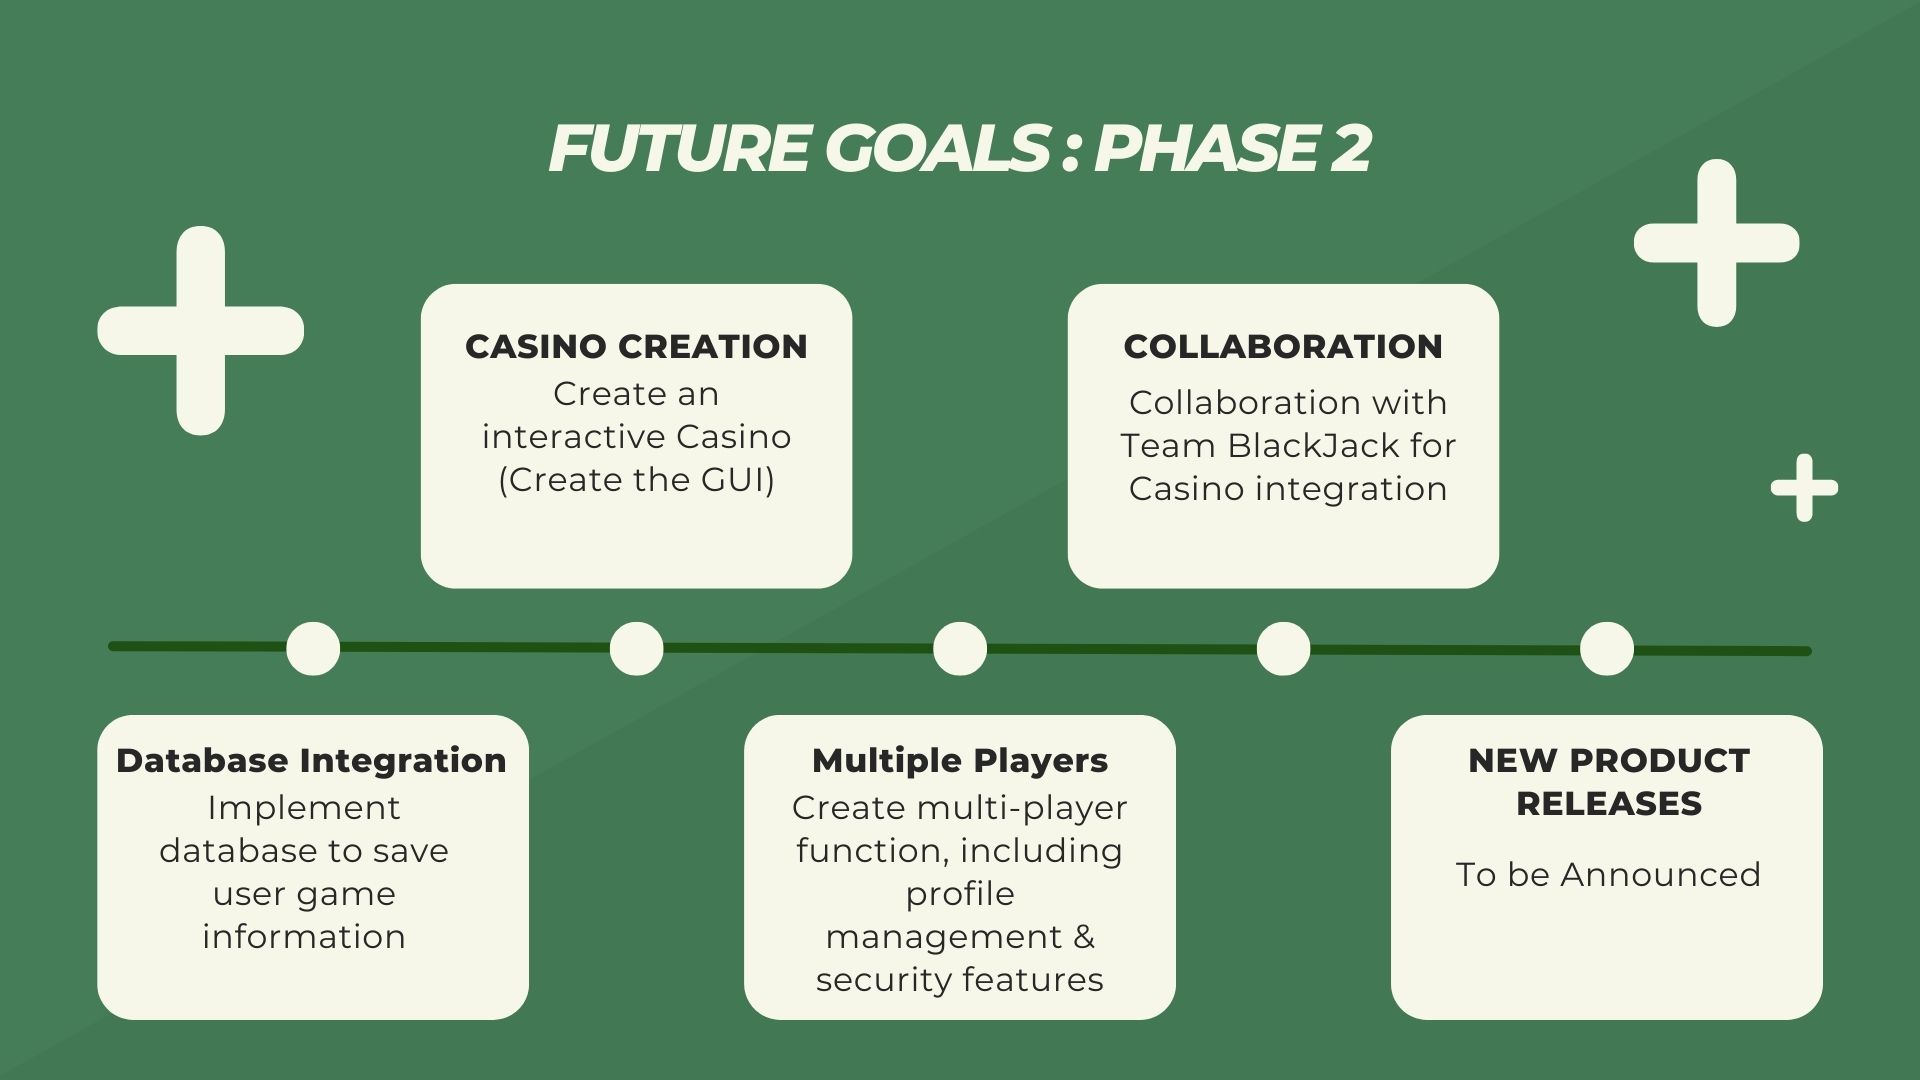 FUTURE GOALS : PHASE 2
CASINO CREATION
Create an
interactive Casino
(Create the GUI)
COLLABORATION
Collaboration with
Team BlackJack for
Casino integration
Database Integration
Implement
database to save
user game
information
Multiple Players
Create multi-player
function, including
profile
management &
security features
NEW PRODUCT
RELEASES
To be Announced